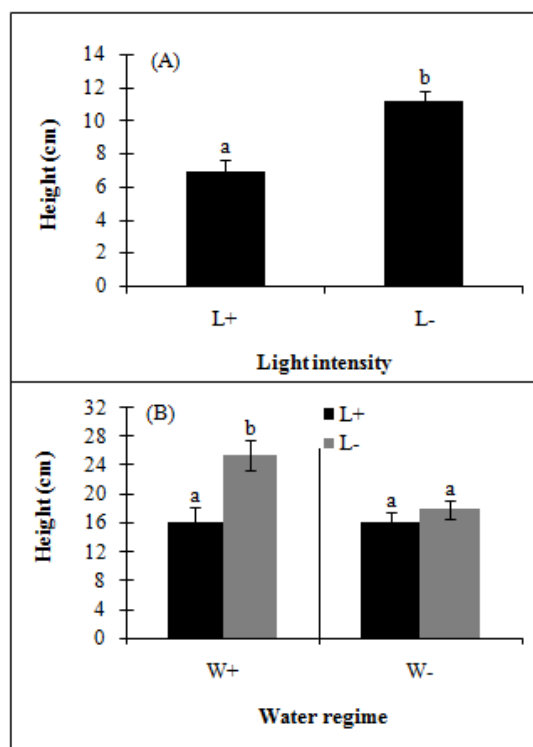 (A)
Height (cm)
14
12
10
8
6
4
2
0
a
b
L+ L-
Light intensity
(B)
Height (cm)
32
28
24
20
16
12
8
4
0
L+
L-
a b a a
W+ W-
Water regime